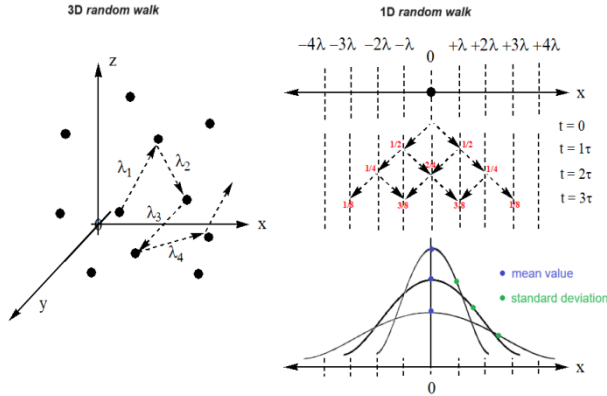 3D random walk
z
λ₁
λ₂
λ₃
λ₄
0
x
y
1D random walk
−4λ −3λ −2λ −λ 0 +λ +2λ +3λ +4λ
x
t = 0
1/2 1/2 t = 1τ
1/4 2/4 1/4 t = 2τ
1/8 3/8 3/8 1/8 t = 3τ
mean value
standard deviation
x
0